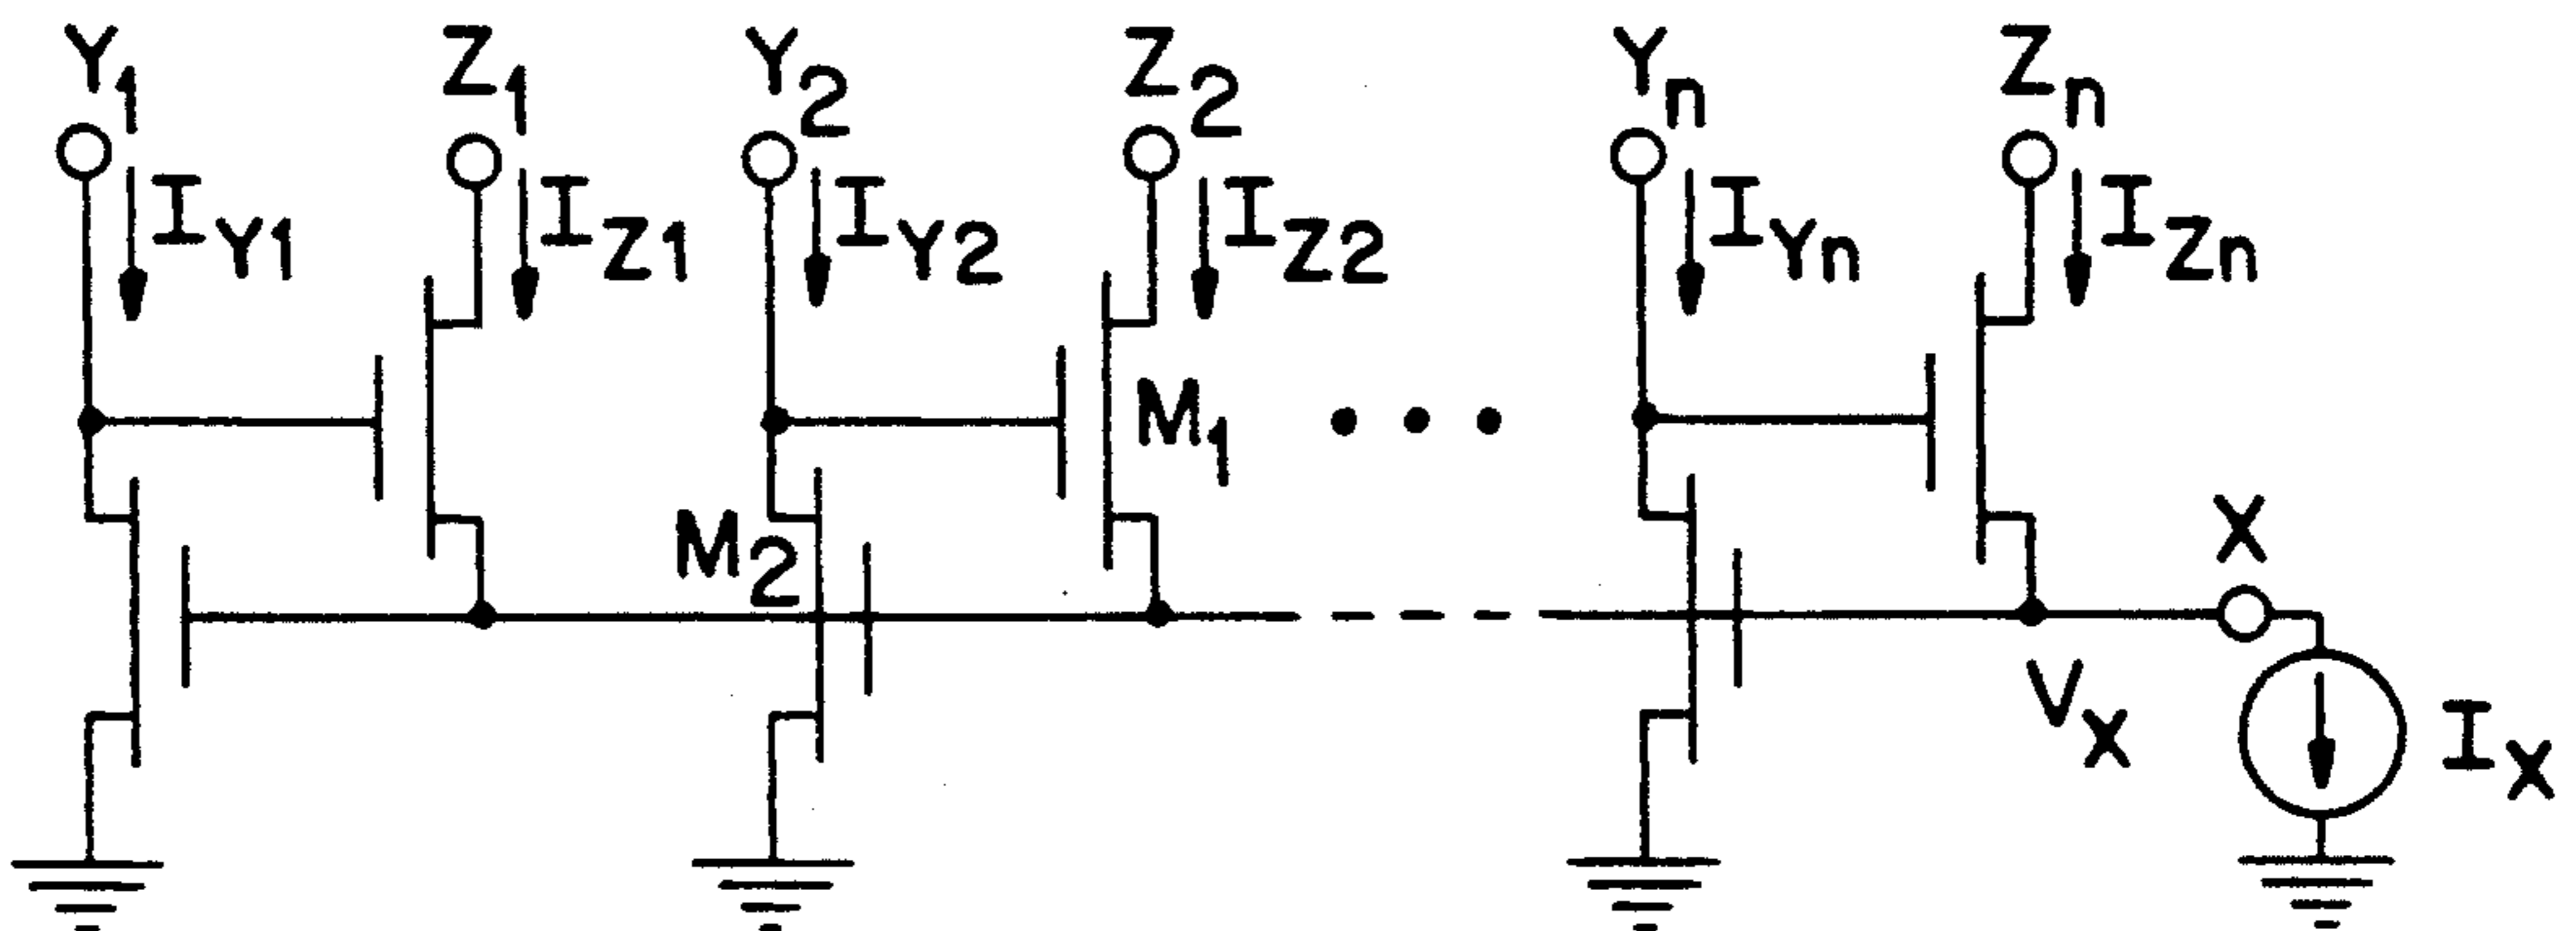 Y1 Z1 Y2 Z2 Yn Zn
IY1 IZ1 IY2 IZ2 IYn IZn
M1
M2
X
VX IX